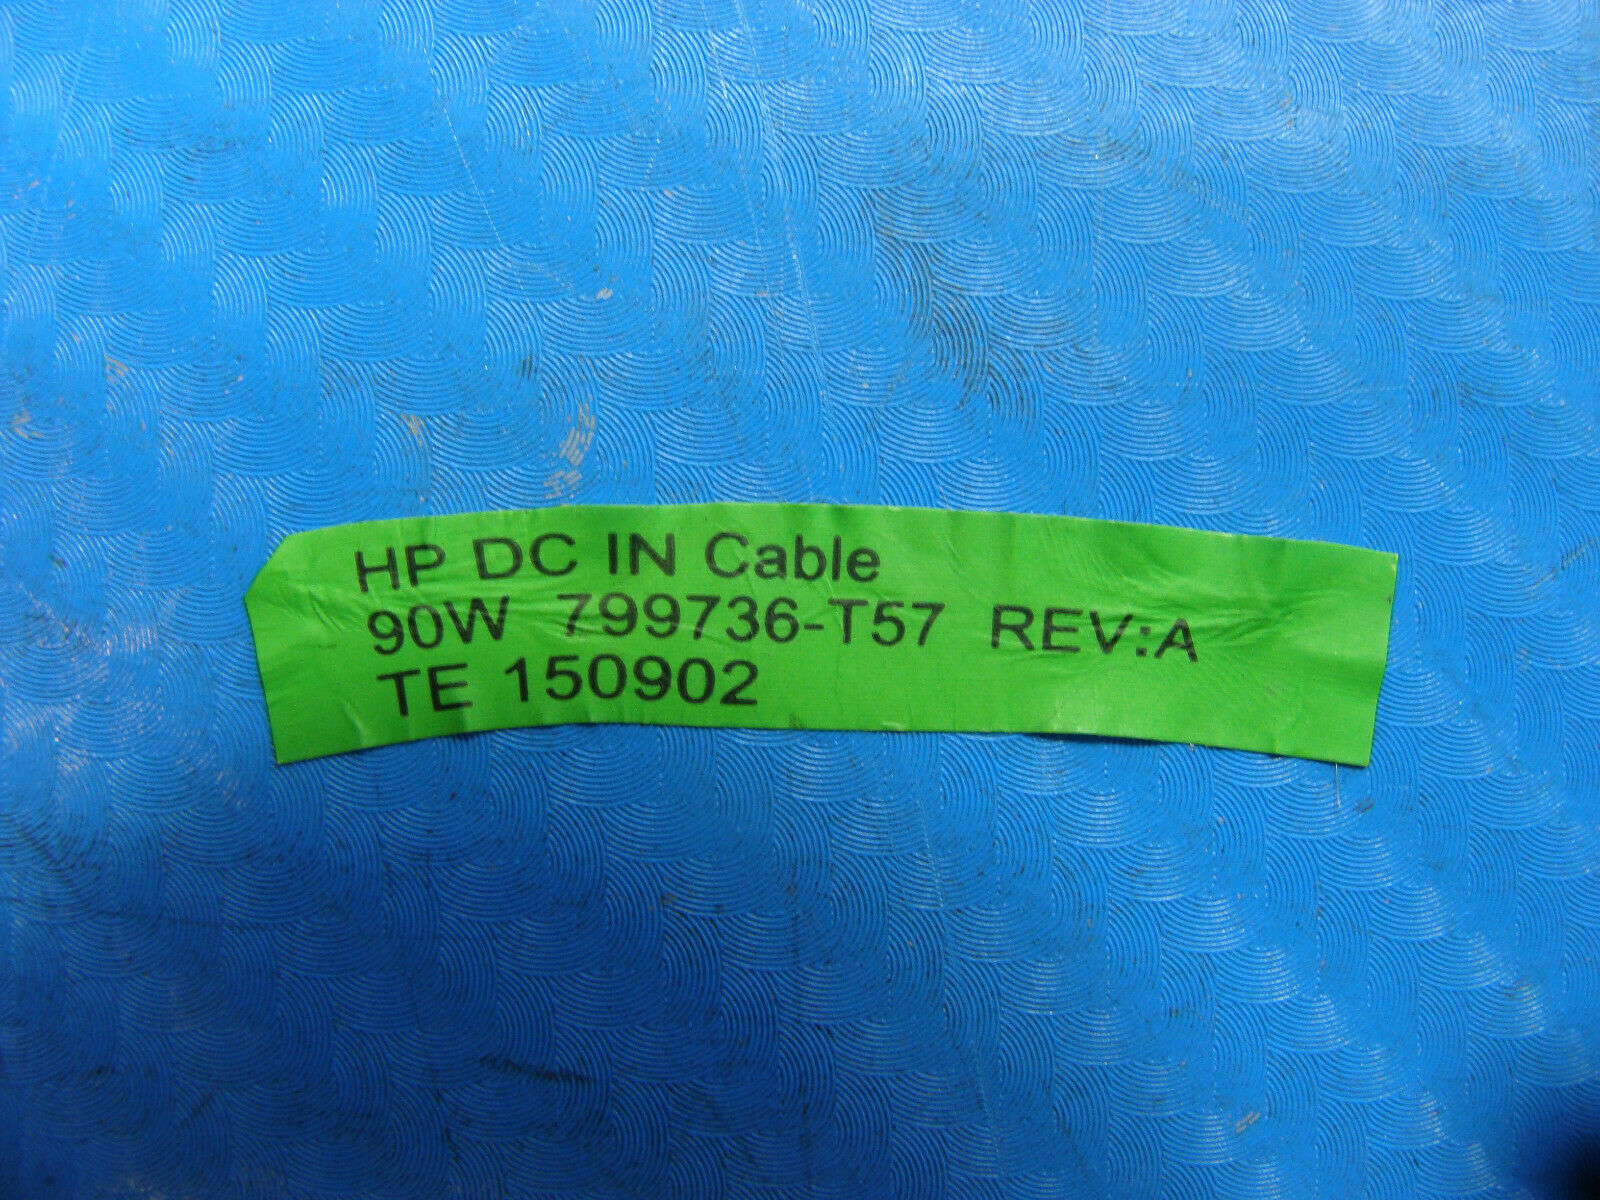 HP DC IN Cable
90W 799736-T57 REV:A
TE 150902